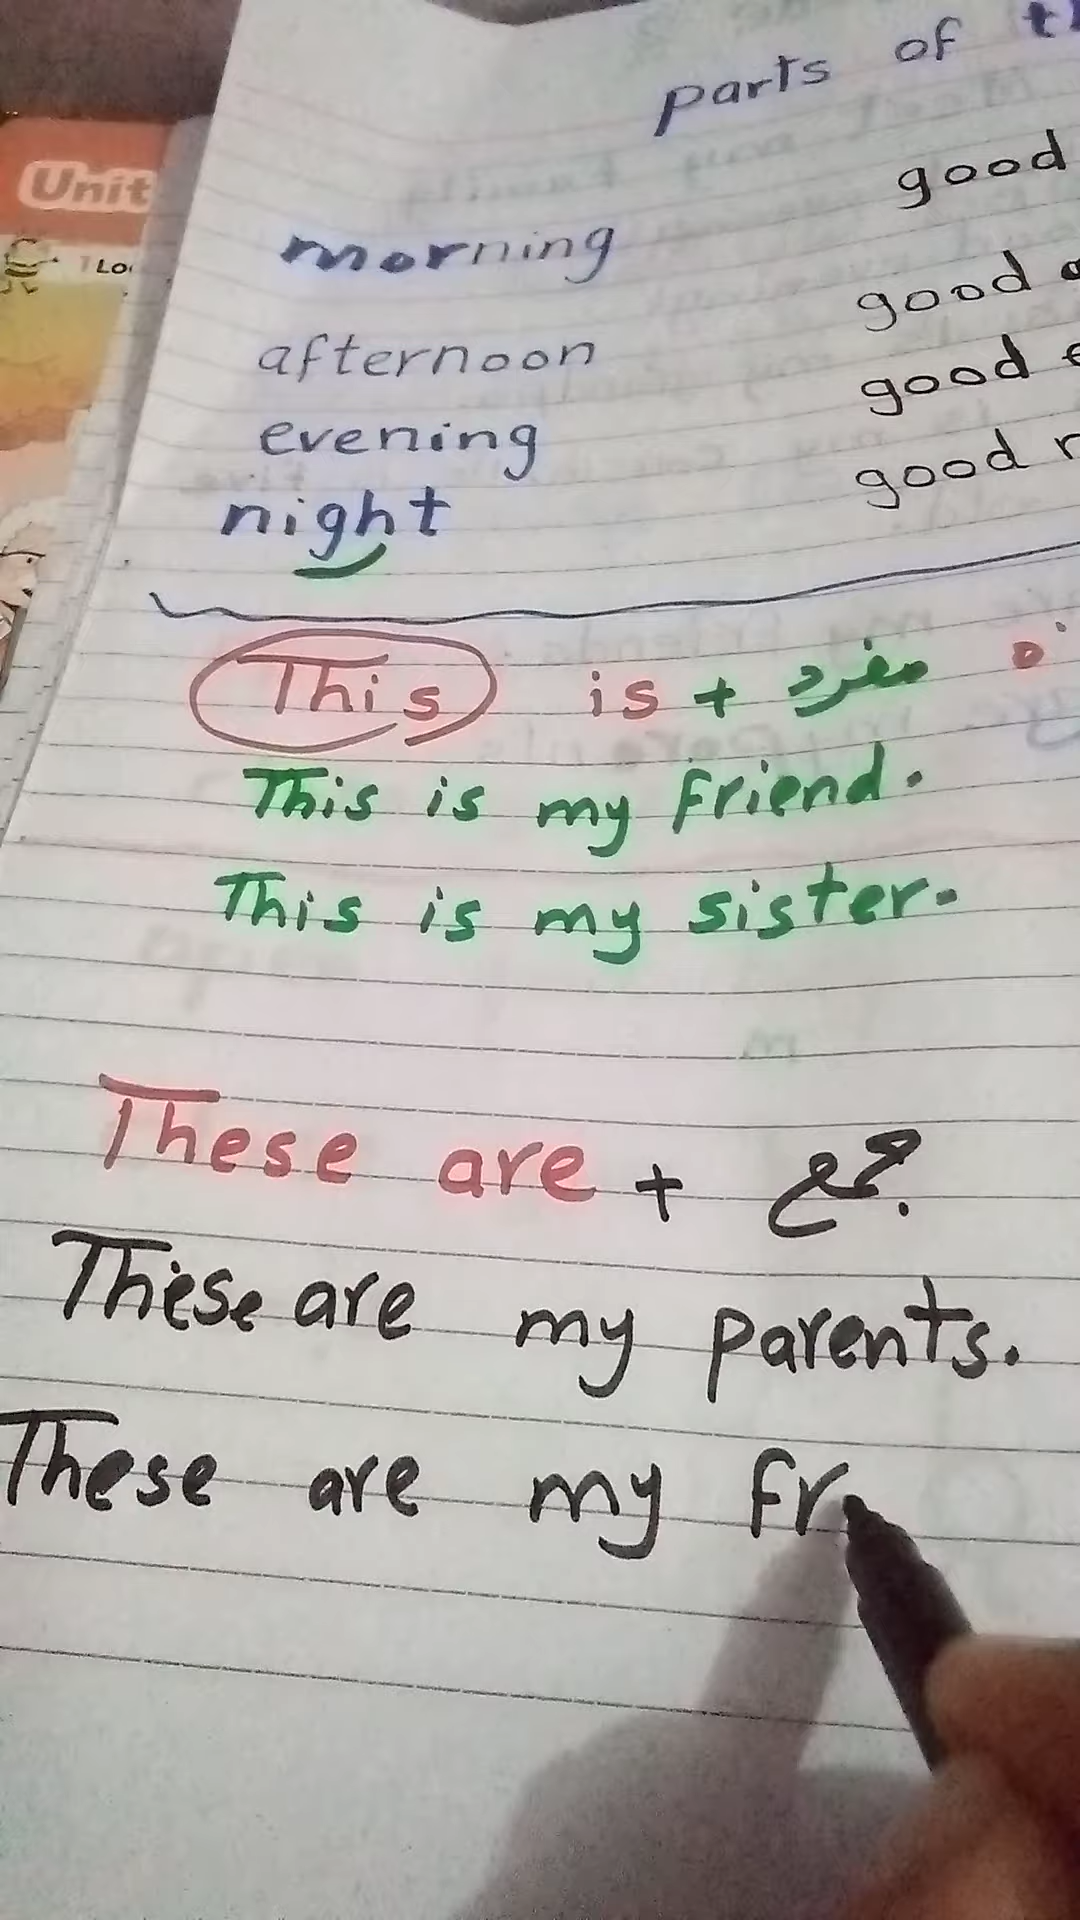 parts of
Unit
good
morning
good
afternoon
good
evening
good
night
This is + مفرد
This is my friend.
This is my sister.
These are + جمع
These are my parents.
These are my fr